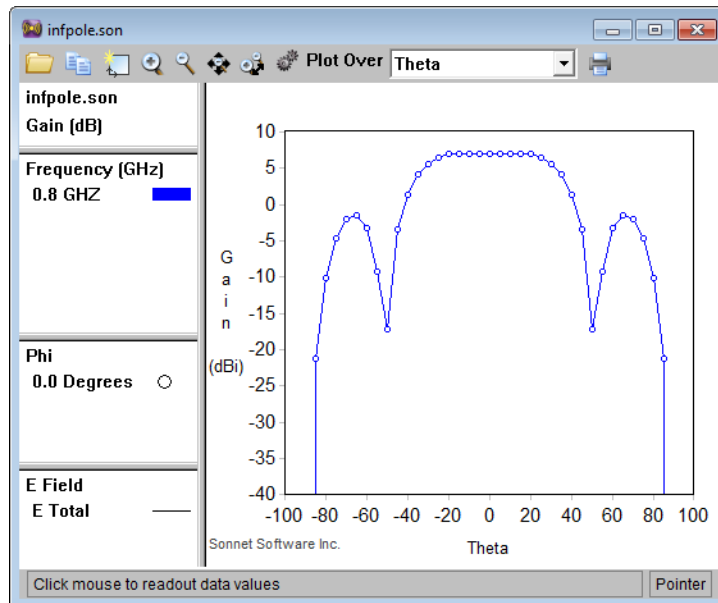 infpole.son
Plot Over Theta
infpole.son
Gain (dB)
Frequency (GHz)
0.8 GHZ
Phi
0.0 Degrees
E Field
E Total
10
5
0
-5
-10
-15
-20
-25
-30
-35
-40
Gain
(dBi)
-100 -80 -60 -40 -20 0 20 40 60 80 100
Sonnet Software Inc.
Theta
Click mouse to readout data values
Pointer